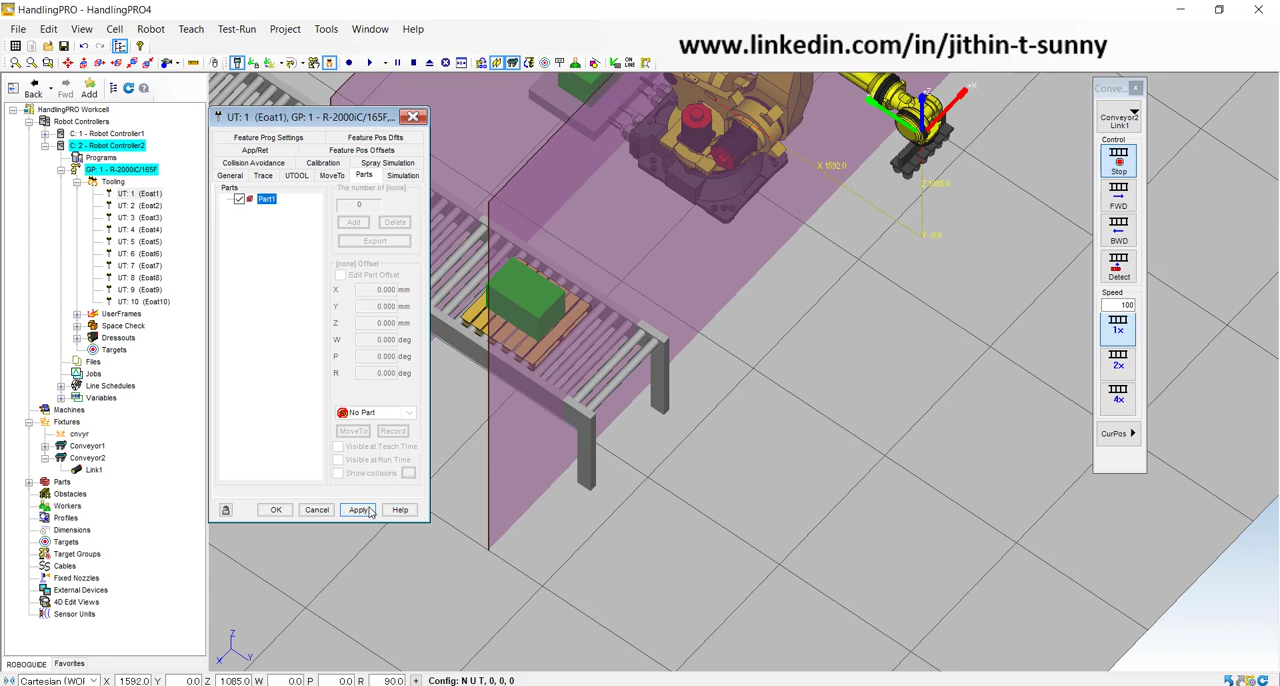 HandlingPRO - HandlingPRO4
File Edit View Cell Robot Teach Test-Run Project Tools Window Help
www.linkedin.com/in/jithin-t-sunny
ON LINE
Back Fwd Add
HandlingPRO Workcell
Robot Controllers
C: 1 - Robot Controller1
C: 2 - Robot Controller2
Programs
GP: 1 - R-2000iC/165F
Tooling
UT: 1 (Eoat1)
UT: 2 (Eoat2)
UT: 3 (Eoat3)
UT: 4 (Eoat4)
UT: 5 (Eoat5)
UT: 6 (Eoat6)
UT: 7 (Eoat7)
UT: 8 (Eoat8)
UT: 9 (Eoat9)
UT: 10 (Eoat10)
UserFrames
Space Check
Dressouts
Targets
Files
Jobs
Line Schedules
Variables
Machines
Fixtures
cnvyr
Conveyor1
Conveyor2
Link1
Parts
Obstacles
Workers
Profiles
Dimensions
Targets
Target Groups
Cables
Fixed Nozzles
External Devices
4D Edit Views
Sensor Units
ROBOGUIDE Favorites
UT: 1 (Eoat1), GP: 1 - R-2000iC/165F,...
Feature Prog Settings Feature Pos Dflts
App/Ret Feature Pos Offsets
Collision Avoidance Calibration Spray Simulation
General Trace UTOOL MoveTo Parts Simulation
Parts
Part1
The number of [none]
0
Add Delete
Export
[none] Offset
Edit Part Offset
X 0.000 mm
Y 0.000 mm
Z 0.000 mm
W 0.000 deg
P 0.000 deg
R 0.000 deg
No Part
MoveTo Record
Visible at Teach Time
Visible at Run Time
Show collisions
OK Cancel Apply Help
X 1592.0
Z 1085.0
Y -0.0
Z
X
Z
X Y
Conve...
Conveyor2
Link1
Control
Stop
FWD
BWD
Detect
Speed
100
1x
2x
4x
CurPos
Cartesian (WOF X 1592.0 Y 0.0 Z 1085.0 W 0.0 P 0.0 R 90.0 Config: N U T, 0, 0, 0